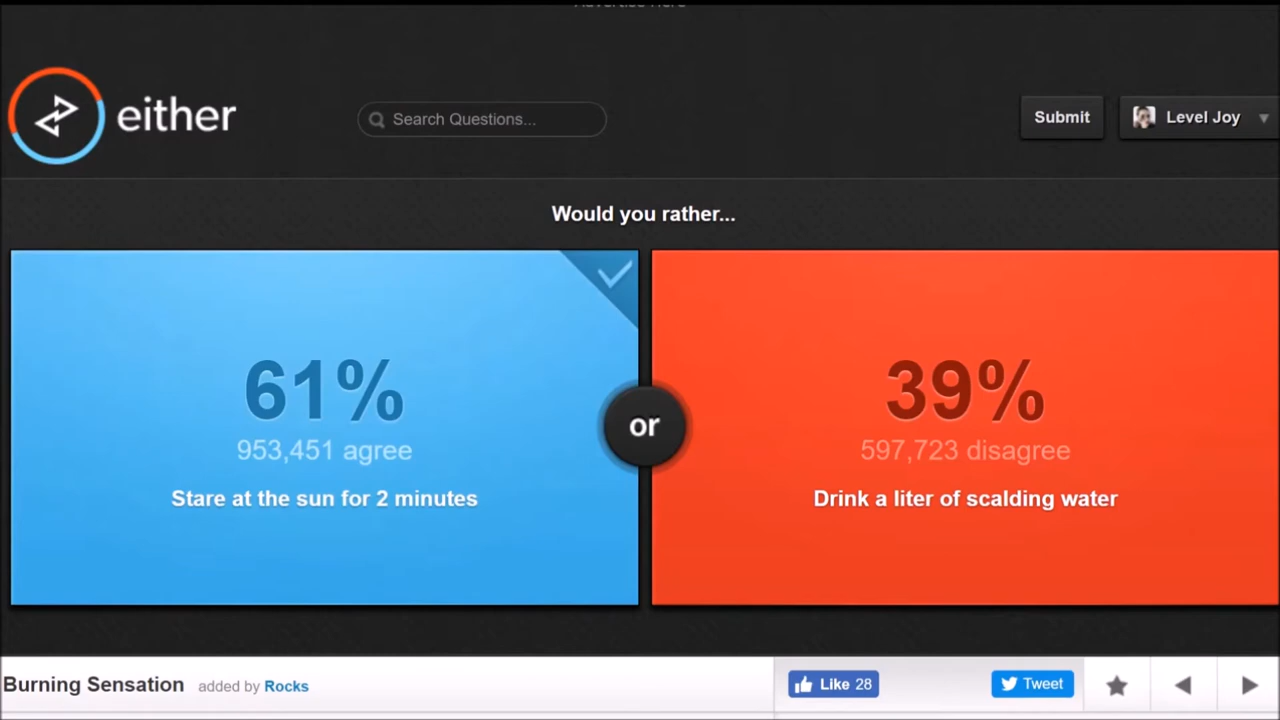 either
Search Questions...
Submit
Level Joy
Would you rather...
61%
953,451 agree
Stare at the sun for 2 minutes
or
39%
597,723 disagree
Drink a liter of scalding water
Burning Sensation added by Rocks
Like 28
Tweet